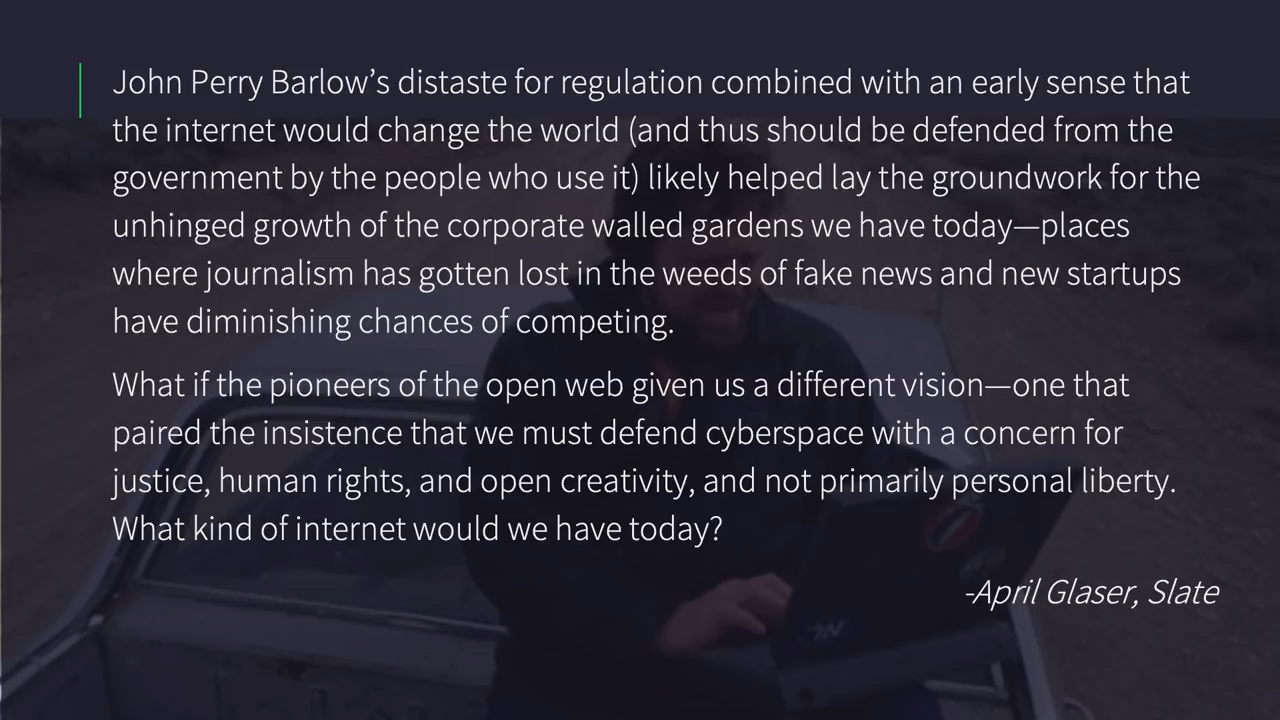 John Perry Barlow’s distaste for regulation combined with an early sense that
the internet would change the world (and thus should be defended from the
government by the people who use it) likely helped lay the groundwork for the
unhinged growth of the corporate walled gardens we have today—places
where journalism has gotten lost in the weeds of fake news and new startups
have diminishing chances of competing.
What if the pioneers of the open web given us a different vision—one that
paired the insistence that we must defend cyberspace with a concern for
justice, human rights, and open creativity, and not primarily personal liberty.
What kind of internet would we have today?
-April Glaser, Slate